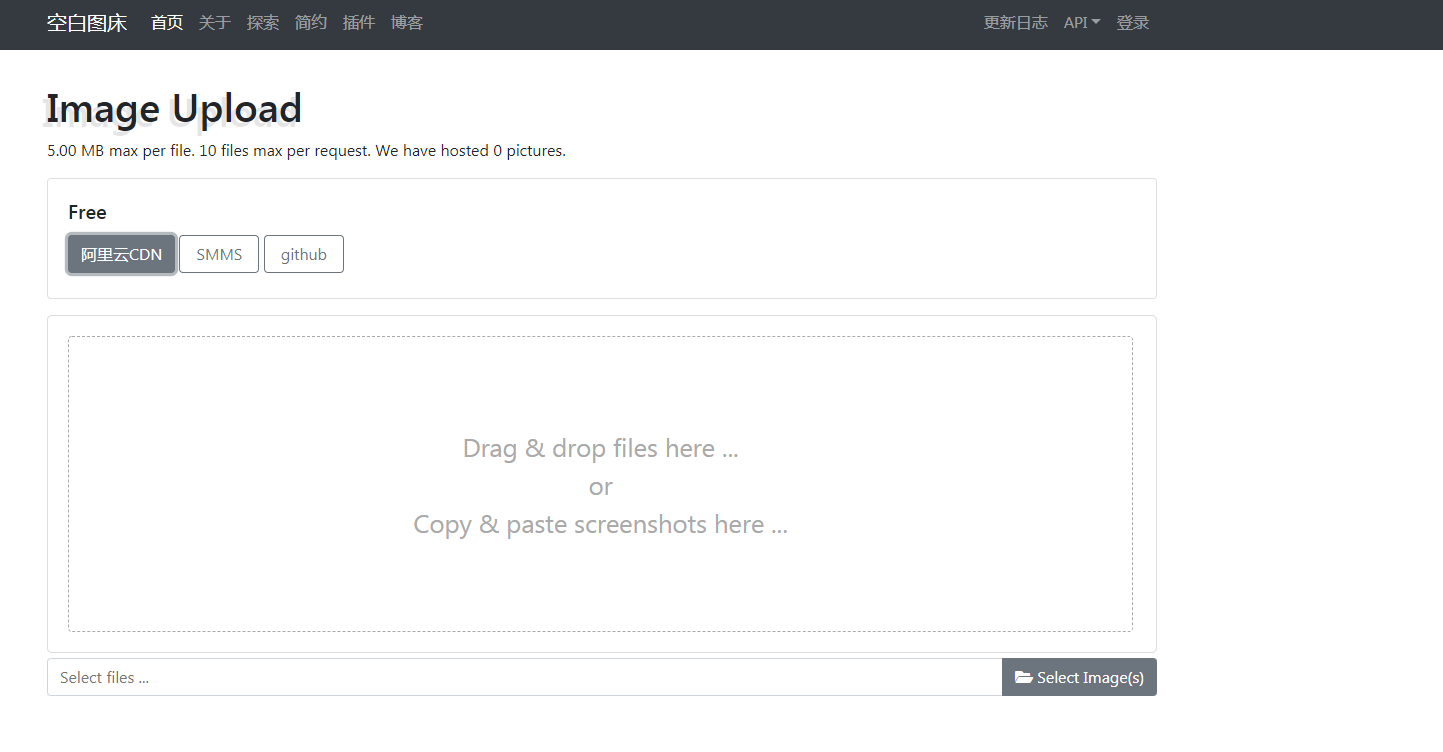 空白图床 首页 关于 探索 简约 插件 博客 更新日志 API 登录
Image Upload
5.00 MB max per file. 10 files max per request. We have hosted 0 pictures.
Free
阿里云CDN SMMS github
Drag & drop files here ...
or
Copy & paste screenshots here ...
Select files ... Select Image(s)